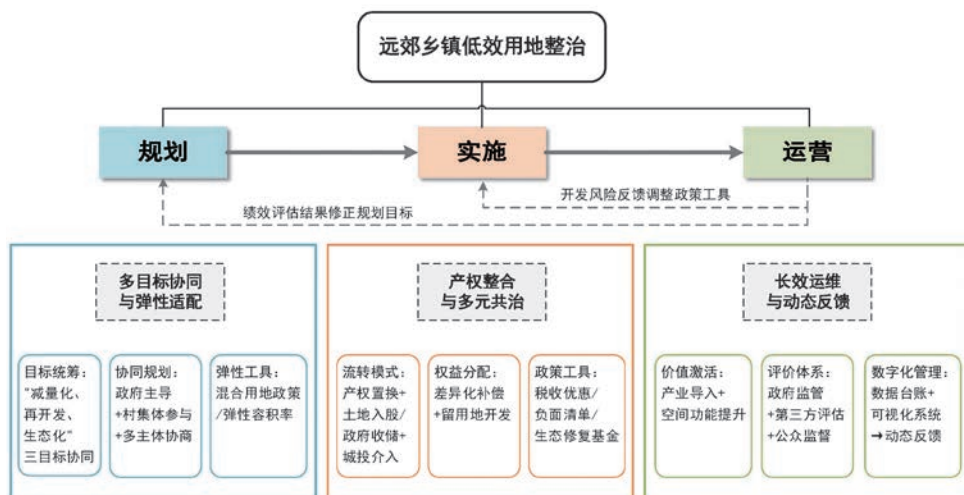 远郊乡镇低效用地整治
规划
实施
运营
开发风险反馈调整政策工具
绩效评估结果修正规划目标
多目标协同
与弹性适配
目标统筹：
“减量化、
再开发、
生态化”
三目标协同
协同规划：
政府主导
+村集体参与
+多主体协商
弹性工具：
混合用地政策
/弹性容积率
产权整合
与多元共治
流转模式：
产权置换+
土地入股/
政府收储+
城投介入
权益分配：
差异化补偿
+留用地开发
政策工具：
税收优惠/
负面清单/
生态修复基金
长效运维
与动态反馈
价值激活：
产业导入+
空间功能提升
评价体系：
政府监管
+第三方评估
+公众监督
数字化管理：
数据台账+
可视化系统
→动态反馈